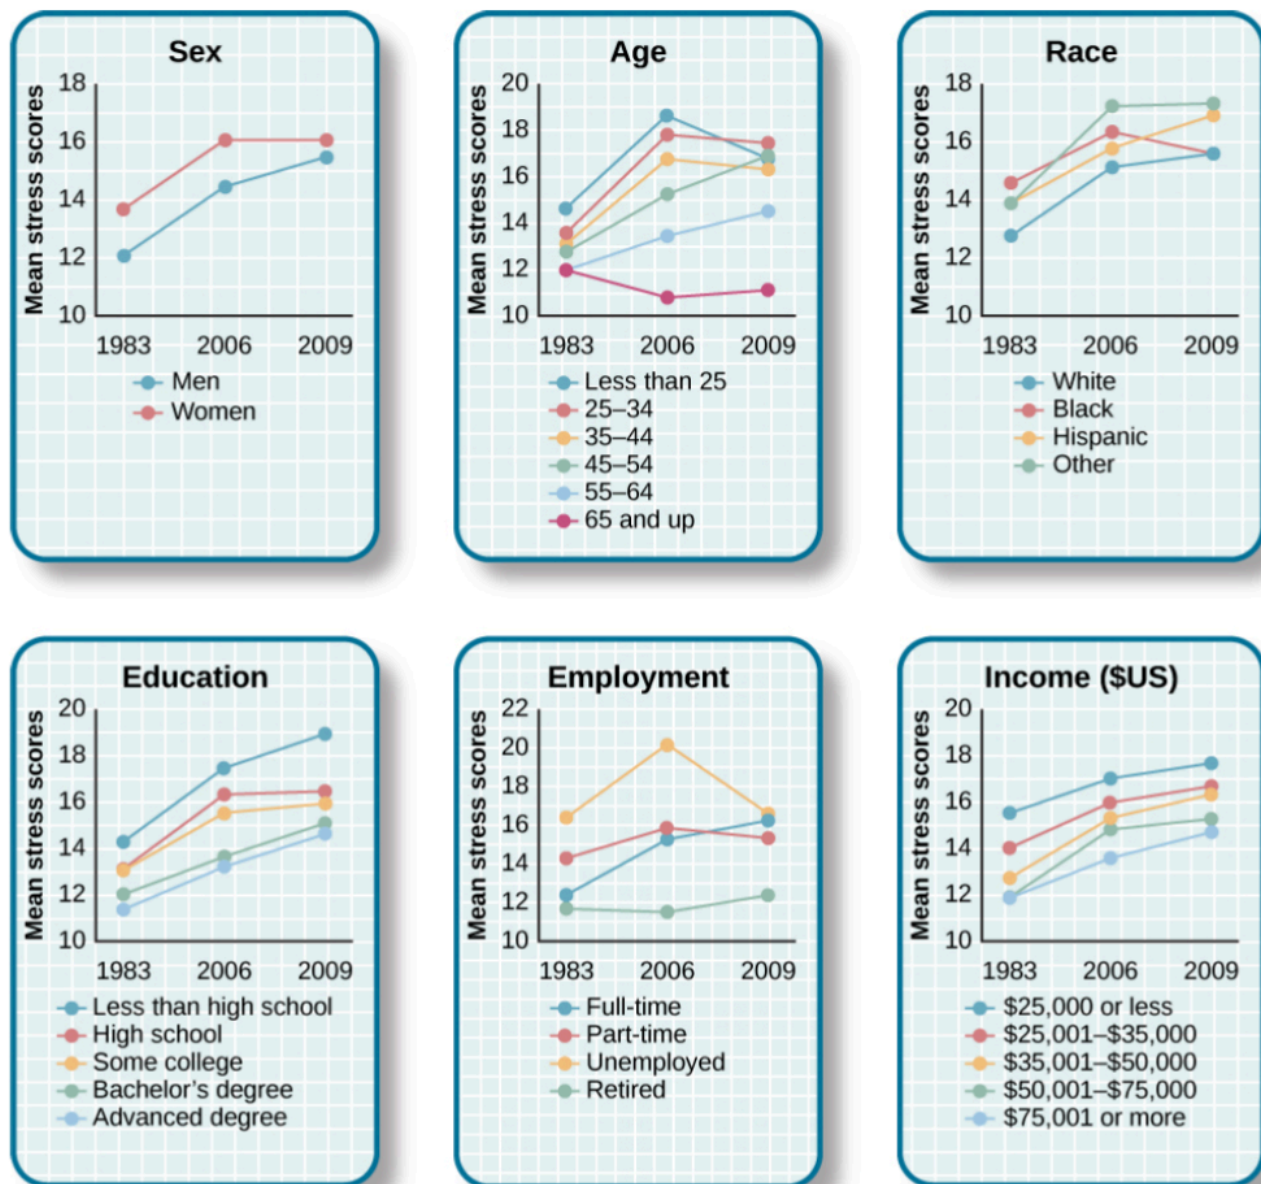 Sex
Mean stress scores
18
16
14
12
10
1983 2006 2009
Men
Women
Age
Mean stress scores
20
18
16
14
12
10
1983 2006 2009
Less than 25
25–34
35–44
45–54
55–64
65 and up
Race
Mean stress scores
18
16
14
12
10
1983 2006 2009
White
Black
Hispanic
Other
Education
Mean stress scores
20
18
16
14
12
10
1983 2006 2009
Less than high school
High school
Some college
Bachelor’s degree
Advanced degree
Employment
Mean stress scores
22
20
18
16
14
12
10
1983 2006 2009
Full-time
Part-time
Unemployed
Retired
Income ($US)
Mean stress scores
20
18
16
14
12
10
1983 2006 2009
$25,000 or less
$25,001–$35,000
$35,001–$50,000
$50,001–$75,000
$75,001 or more